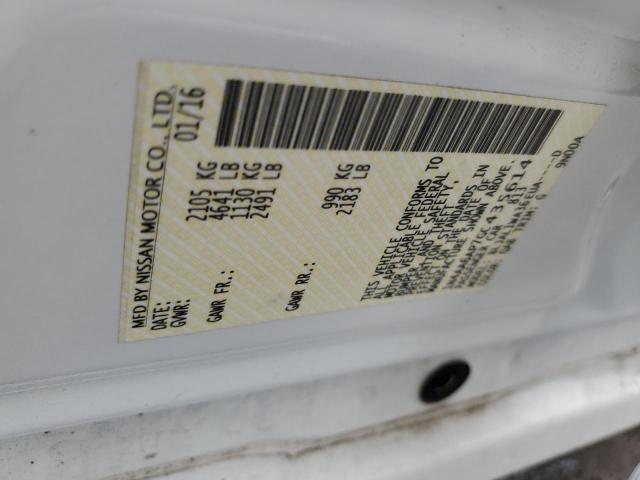 MFD BY NISSAN MOTOR CO., LTD.
DATE: 01/16
GVWR: 2105 KG
4641 LB
GAWR FR.: 1130 KG
2491 LB
GAWR RR.: 990 KG
2183 LB
THIS VEHICLE CONFORMS TO
ALL APPLICABLE FEDERAL
MOTOR VEHICLE SAFETY,
BUMPER, AND THEFT
PREVENTION STANDARDS IN
EFFECT ON THE DATE OF
MANUFACTURE SHOWN ABOVE.
435614
9N00A